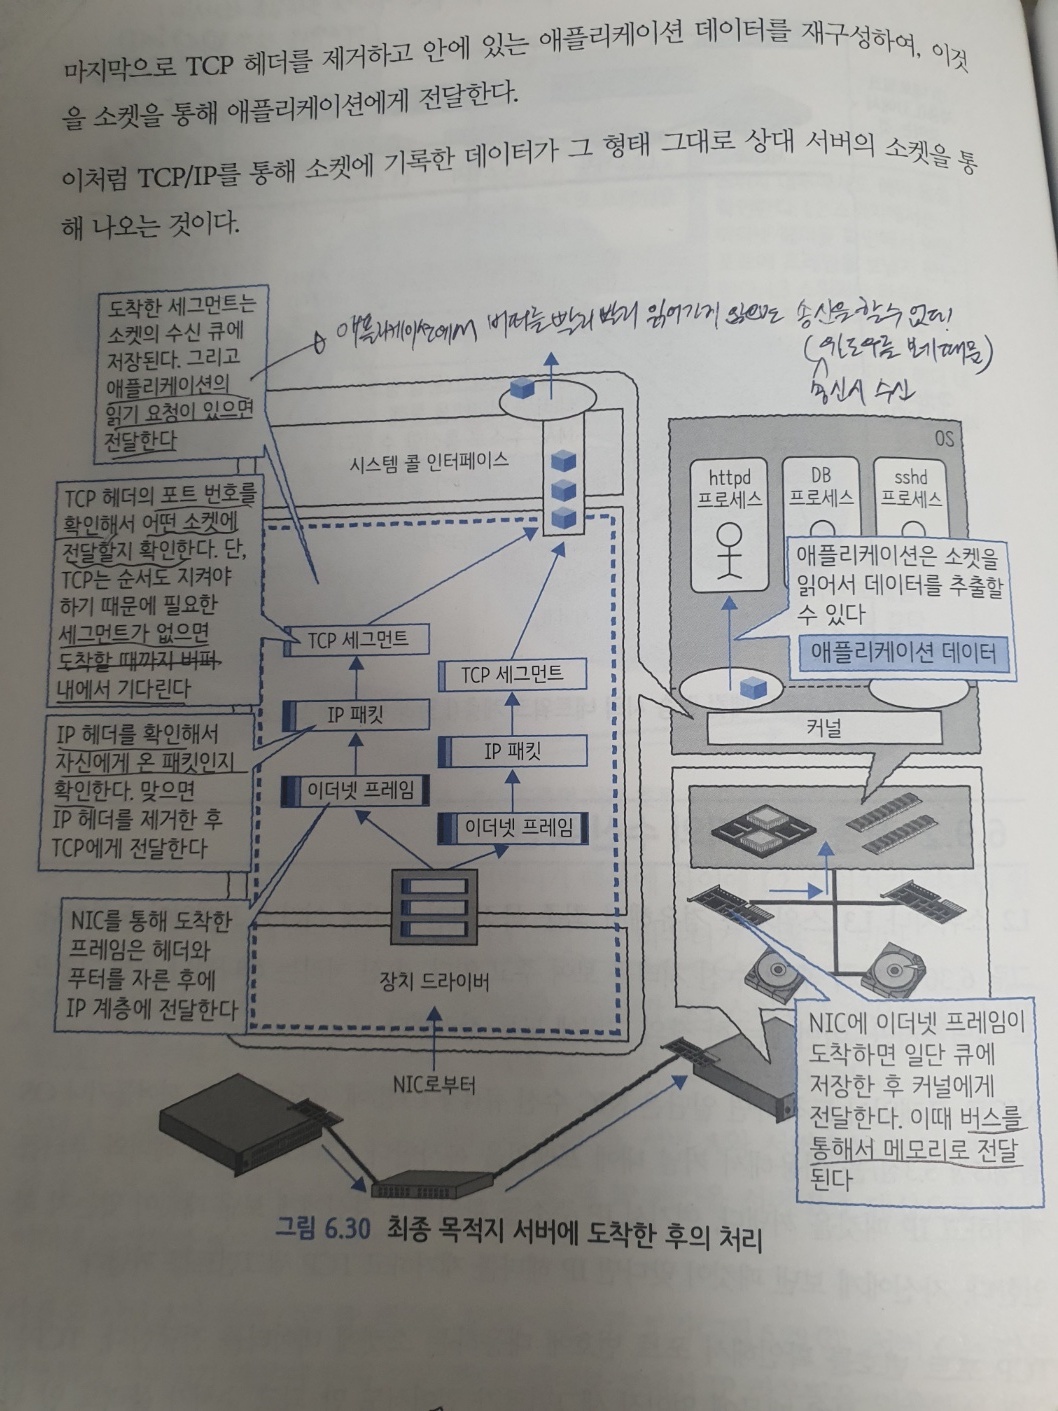 마지막으로 TCP 헤더를 제거하고 안에 있는 애플리케이션 데이터를 재구성하여, 이것
을 소켓을 통해 애플리케이션에게 전달한다.
이처럼 TCP/IP를 통해 소켓에 기록한 데이터가 그 형태 그대로 상대 서버의 소켓을 통
해 나오는 것이다.
도착한 세그먼트는
소켓의 수신 큐에
저장된다. 그리고
애플리케이션의
읽기 요청이 있으면
전달한다
애플리케이션에서 버퍼를 빨리 빨리 읽어가지 않으면 송신을 할 수 없다!
(윈도우를 보기 때문)
송신시 수신
시스템 콜 인터페이스
TCP 헤더의 포트 번호를
확인해서 어떤 소켓에
전달할지 확인한다. 단,
TCP는 순서도 지켜야
하기 때문에 필요한
세그먼트가 없으면
도착할 때까지 버퍼
내에서 기다린다
TCP 세그먼트
TCP 세그먼트
IP 헤더를 확인해서
자신에게 온 패킷인지
확인한다. 맞으면
IP 헤더를 제거한 후
TCP에게 전달한다
IP 패킷
IP 패킷
이더넷 프레임
이더넷 프레임
NIC를 통해 도착한
프레임은 헤더와
푸터를 자른 후에
IP 계층에 전달한다
장치 드라이버
NIC로부터
OS
httpd
프로세스
DB
프로세스
sshd
프로세스
애플리케이션은 소켓을
읽어서 데이터를 추출할
수 있다
애플리케이션 데이터
커널
NIC에 이더넷 프레임이
도착하면 일단 큐에
저장한 후 커널에게
전달한다. 이때 버스를
통해서 메모리로 전달
된다
그림 6.30 최종 목적지 서버에 도착한 후의 처리